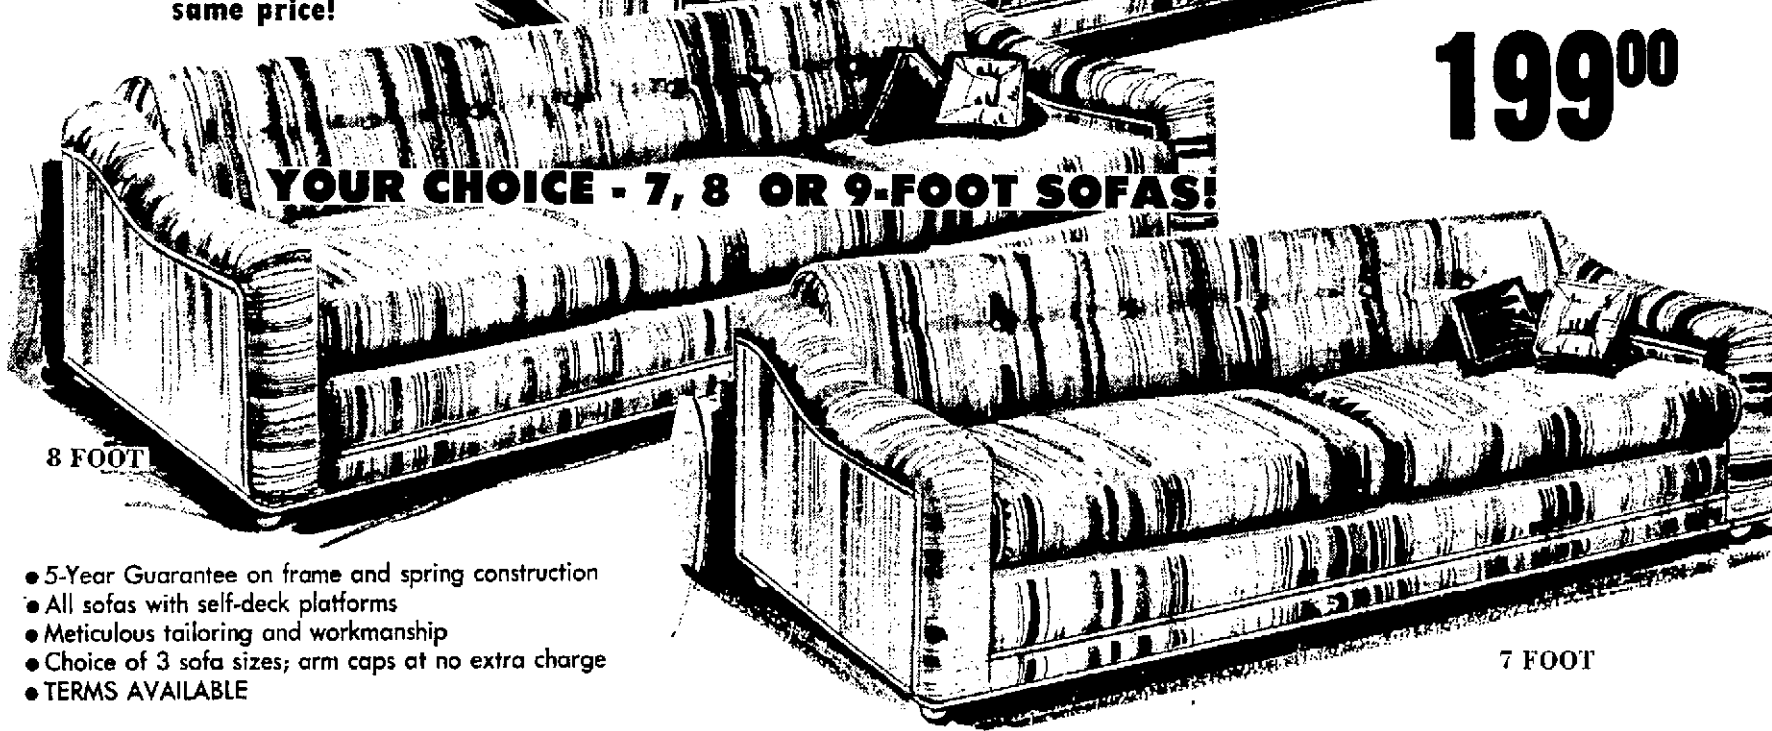 same price!
199⁰⁰
YOUR CHOICE - 7, 8 OR 9-FOOT SOFAS!
8 FOOT
• 5-Year Guarantee on frame and spring construction
• All sofas with self-deck platforms
• Meticulous tailoring and workmanship
• Choice of 3 sofa sizes; arm caps at no extra charge
• TERMS AVAILABLE
7 FOOT